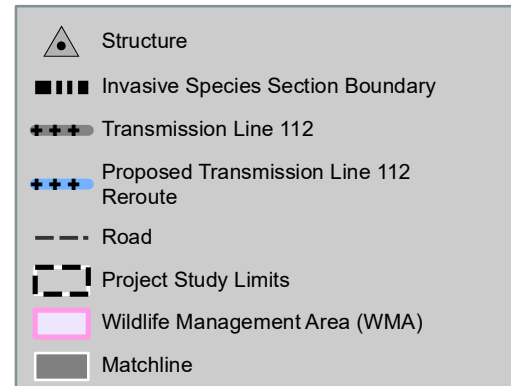 Structure
Invasive Species Section Boundary
Transmission Line 112
Proposed Transmission Line 112
Reroute
Road
Project Study Limits
Wildlife Management Area (WMA)
Matchline